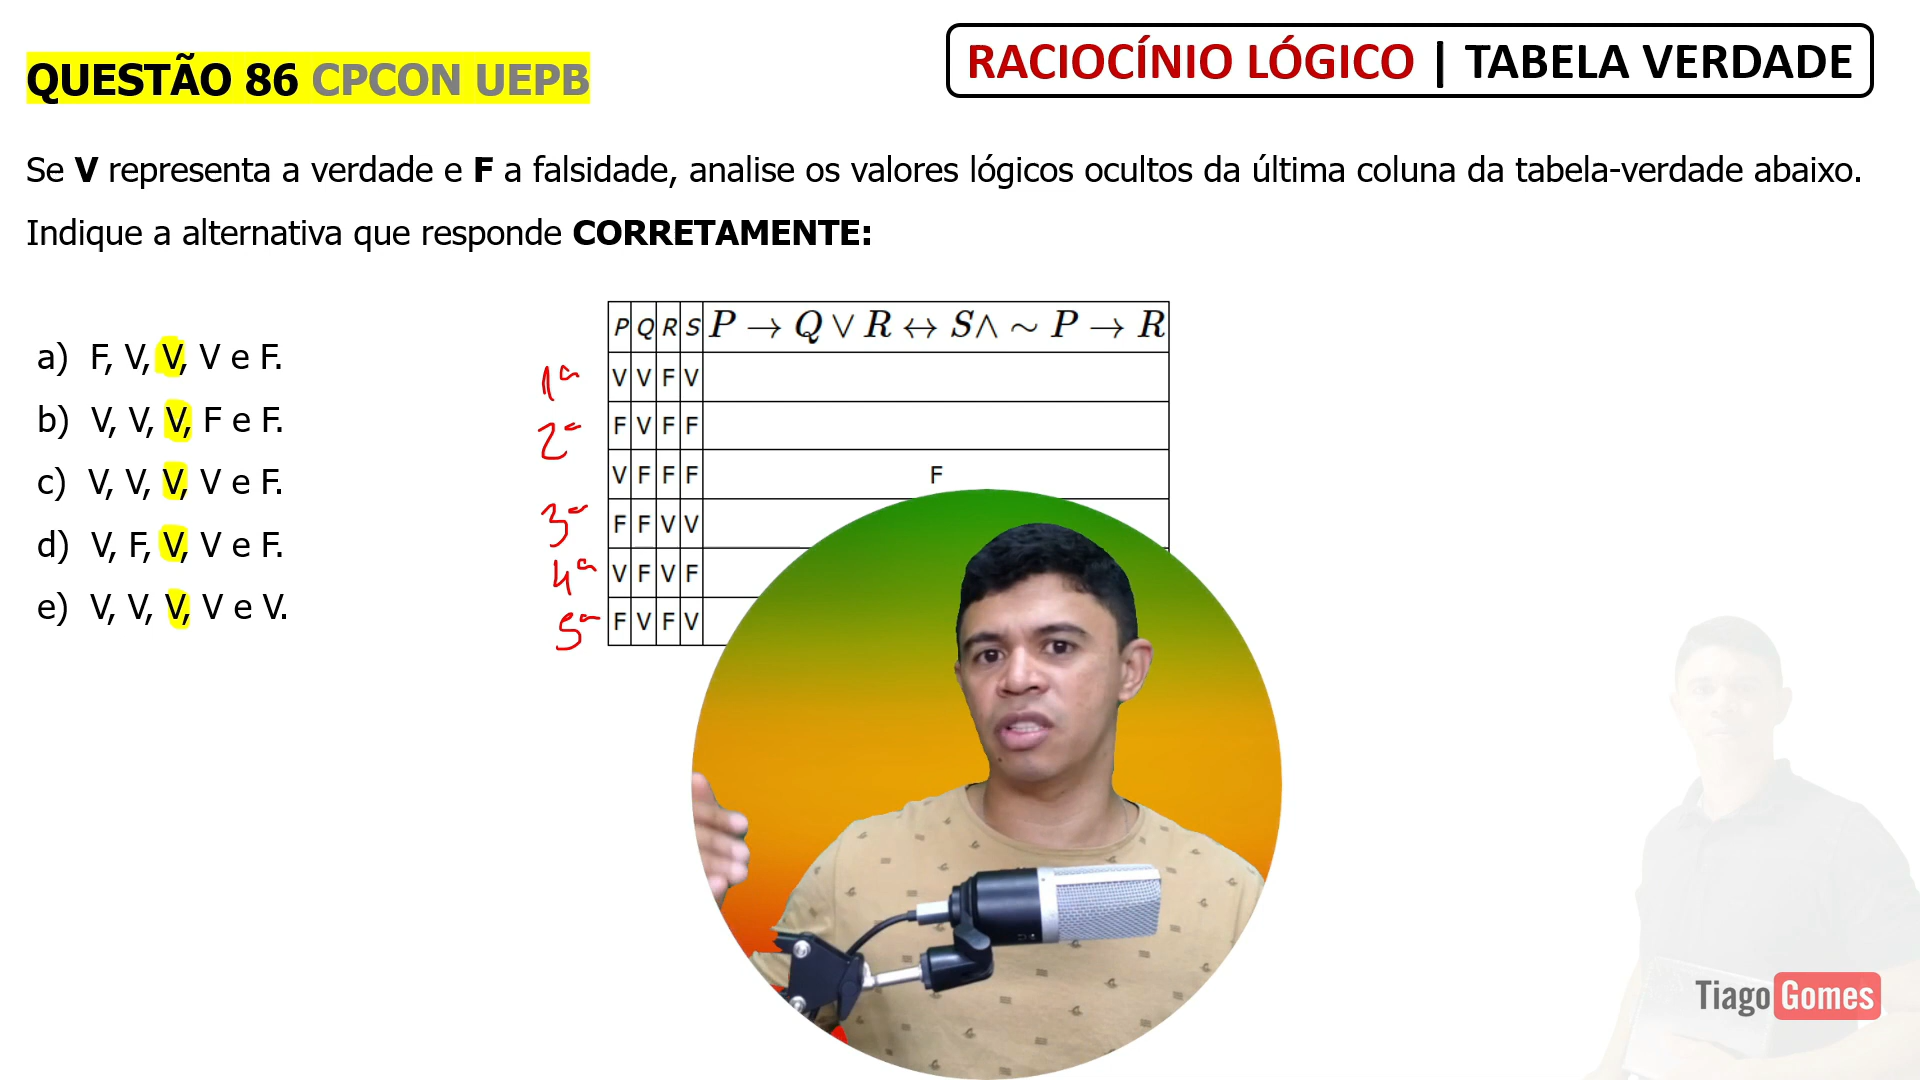 QUESTÃO 86 CPCON UEPB
RACIOCÍNIO LÓGICO | TABELA VERDADE
Se V representa a verdade e F a falsidade, analise os valores lógicos ocultos da última coluna da tabela-verdade abaixo.
Indique a alternativa que responde CORRETAMENTE:
a) F, V, V, V e F.
b) V, V, V, F e F.
c) V, V, V, V e F.
d) V, F, V, V e F.
e) V, V, V, V e V.
P Q R S P → Q ∨ R ↔ S ∧ ∼ P → R
1ª V V F V
2ª F V F F
V F F F F
3ª F F V V
4ª V F V F
5ª F V F V
Tiago Gomes